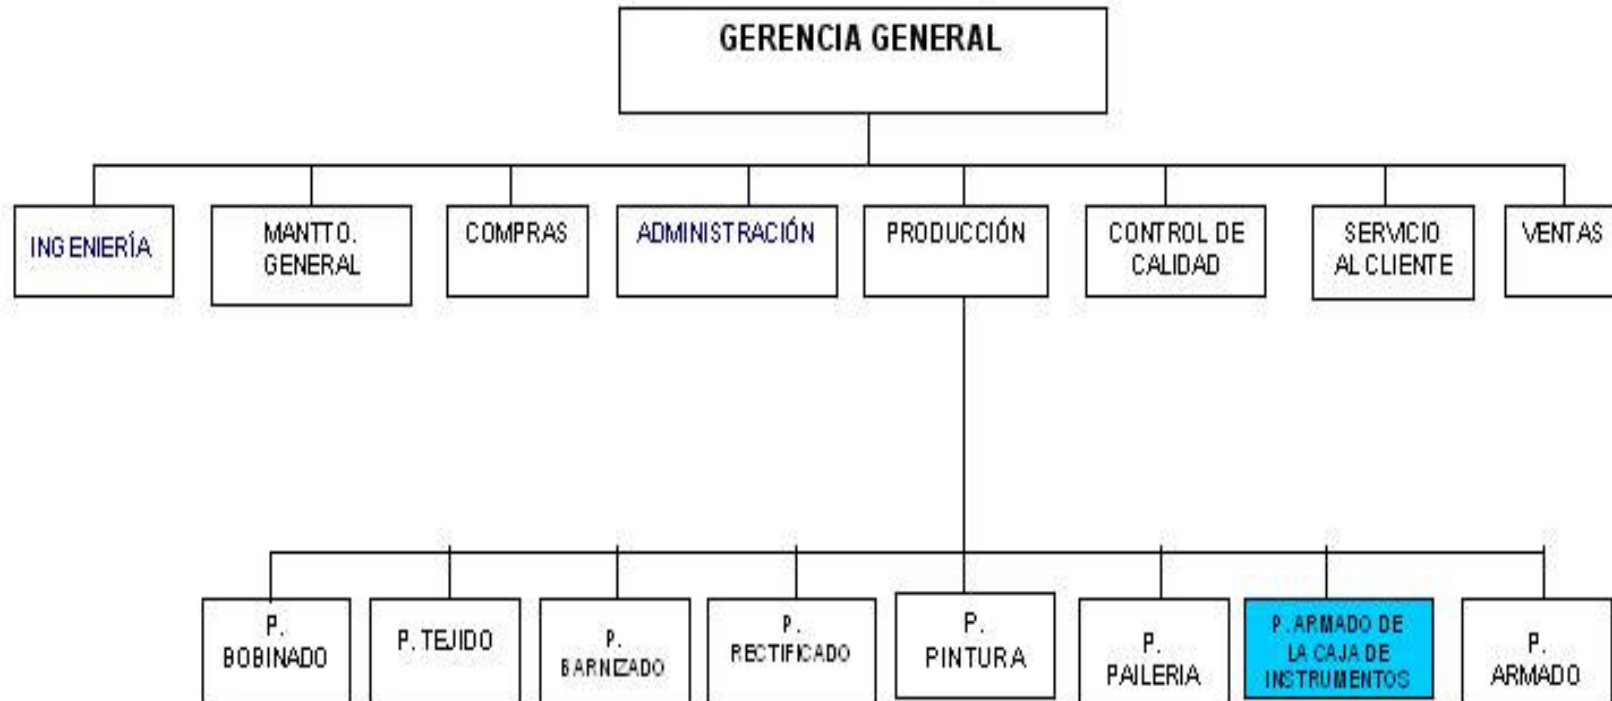 GERENCIA GENERAL
INGENIERÍA
MANTTO.
GENERAL
COMPRAS
ADMINISTRACIÓN
PRODUCCIÓN
CONTROL DE
CALIDAD
SERVICIO
AL CLIENTE
VENTAS
P.
BOBINADO
P. TEJIDO
P.
BARNIZADO
P.
RECTIFICADO
P.
PINTURA
P.
PAILERIA
P. ARMADO DE
LA CAJA DE
INSTRUMENTOS
P.
ARMADO